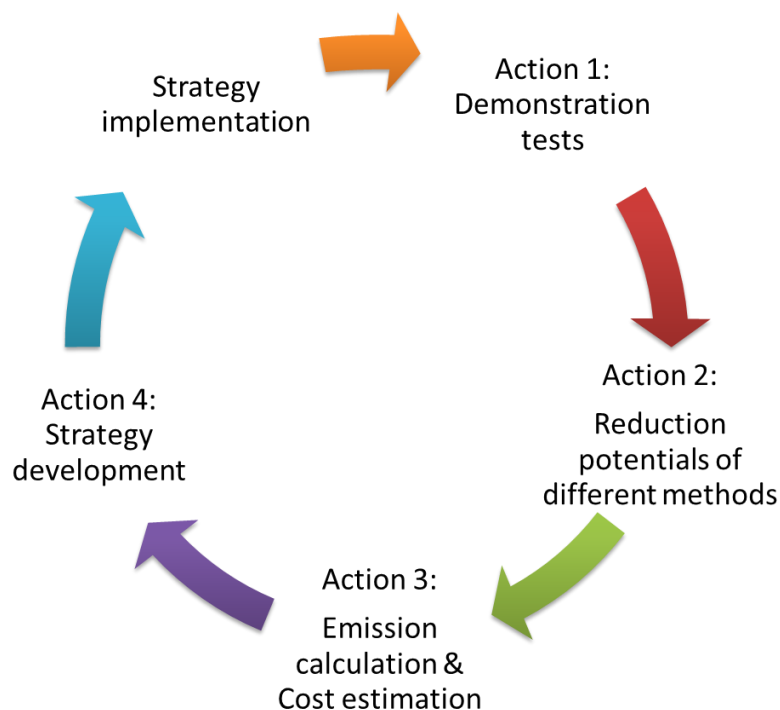 Strategy
implementation
Action 1:
Demonstration
tests
Action 2:
Reduction
potentials of
different methods
Action 3:
Emission
calculation &
Cost estimation
Action 4:
Strategy
development